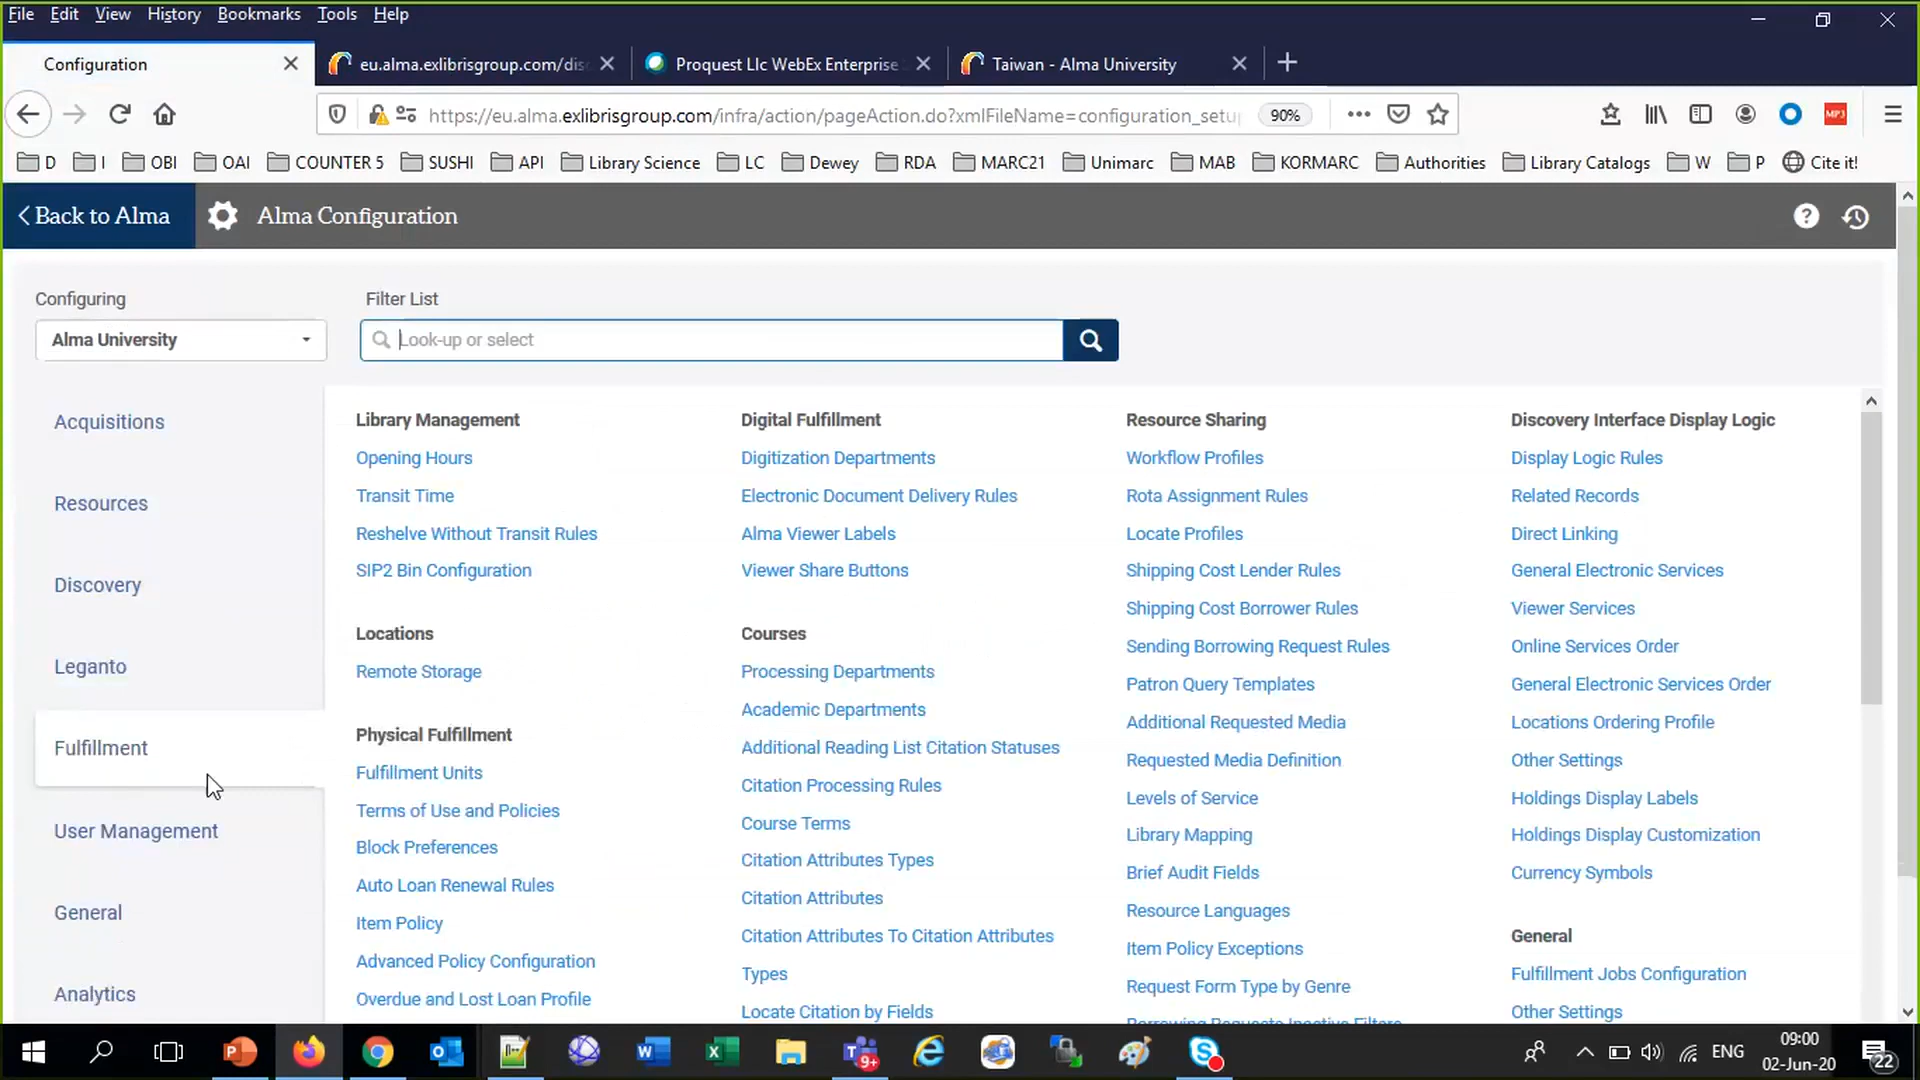 File Edit View History Bookmarks Tools Help
Configuration
eu.alma.exlibrisgroup.com/dis
Proquest Llc WebEx Enterprise
Taiwan - Alma University
https://eu.alma.exlibrisgroup.com/infra/action/pageAction.do?xmlFileName=configuration_setu
90%
MP3
D
I
OBI
OAI
COUNTER 5
SUSHI
API
Library Science
LC
Dewey
RDA
MARC21
Unimarc
MAB
KORMARC
Authorities
Library Catalogs
W
P
Cite it!
Back to Alma
Alma Configuration
Configuring
Alma University
Filter List
Look-up or select
Acquisitions
Resources
Discovery
Leganto
Fulfillment
User Management
General
Analytics
Library Management
Opening Hours
Transit Time
Reshelve Without Transit Rules
SIP2 Bin Configuration
Locations
Remote Storage
Physical Fulfillment
Fulfillment Units
Terms of Use and Policies
Block Preferences
Auto Loan Renewal Rules
Item Policy
Advanced Policy Configuration
Overdue and Lost Loan Profile
Digital Fulfillment
Digitization Departments
Electronic Document Delivery Rules
Alma Viewer Labels
Viewer Share Buttons
Courses
Processing Departments
Academic Departments
Additional Reading List Citation Statuses
Citation Processing Rules
Course Terms
Citation Attributes Types
Citation Attributes
Citation Attributes To Citation Attributes
Types
Locate Citation by Fields
Resource Sharing
Workflow Profiles
Rota Assignment Rules
Locate Profiles
Shipping Cost Lender Rules
Shipping Cost Borrower Rules
Sending Borrowing Request Rules
Patron Query Templates
Additional Requested Media
Requested Media Definition
Levels of Service
Library Mapping
Brief Audit Fields
Resource Languages
Item Policy Exceptions
Request Form Type by Genre
Borrowing Requests Inactive Filters
Discovery Interface Display Logic
Display Logic Rules
Related Records
Direct Linking
General Electronic Services
Viewer Services
Online Services Order
General Electronic Services Order
Locations Ordering Profile
Other Settings
Holdings Display Labels
Holdings Display Customization
Currency Symbols
General
Fulfillment Jobs Configuration
Other Settings
9+
ENG
09:00
02-Jun-20
22